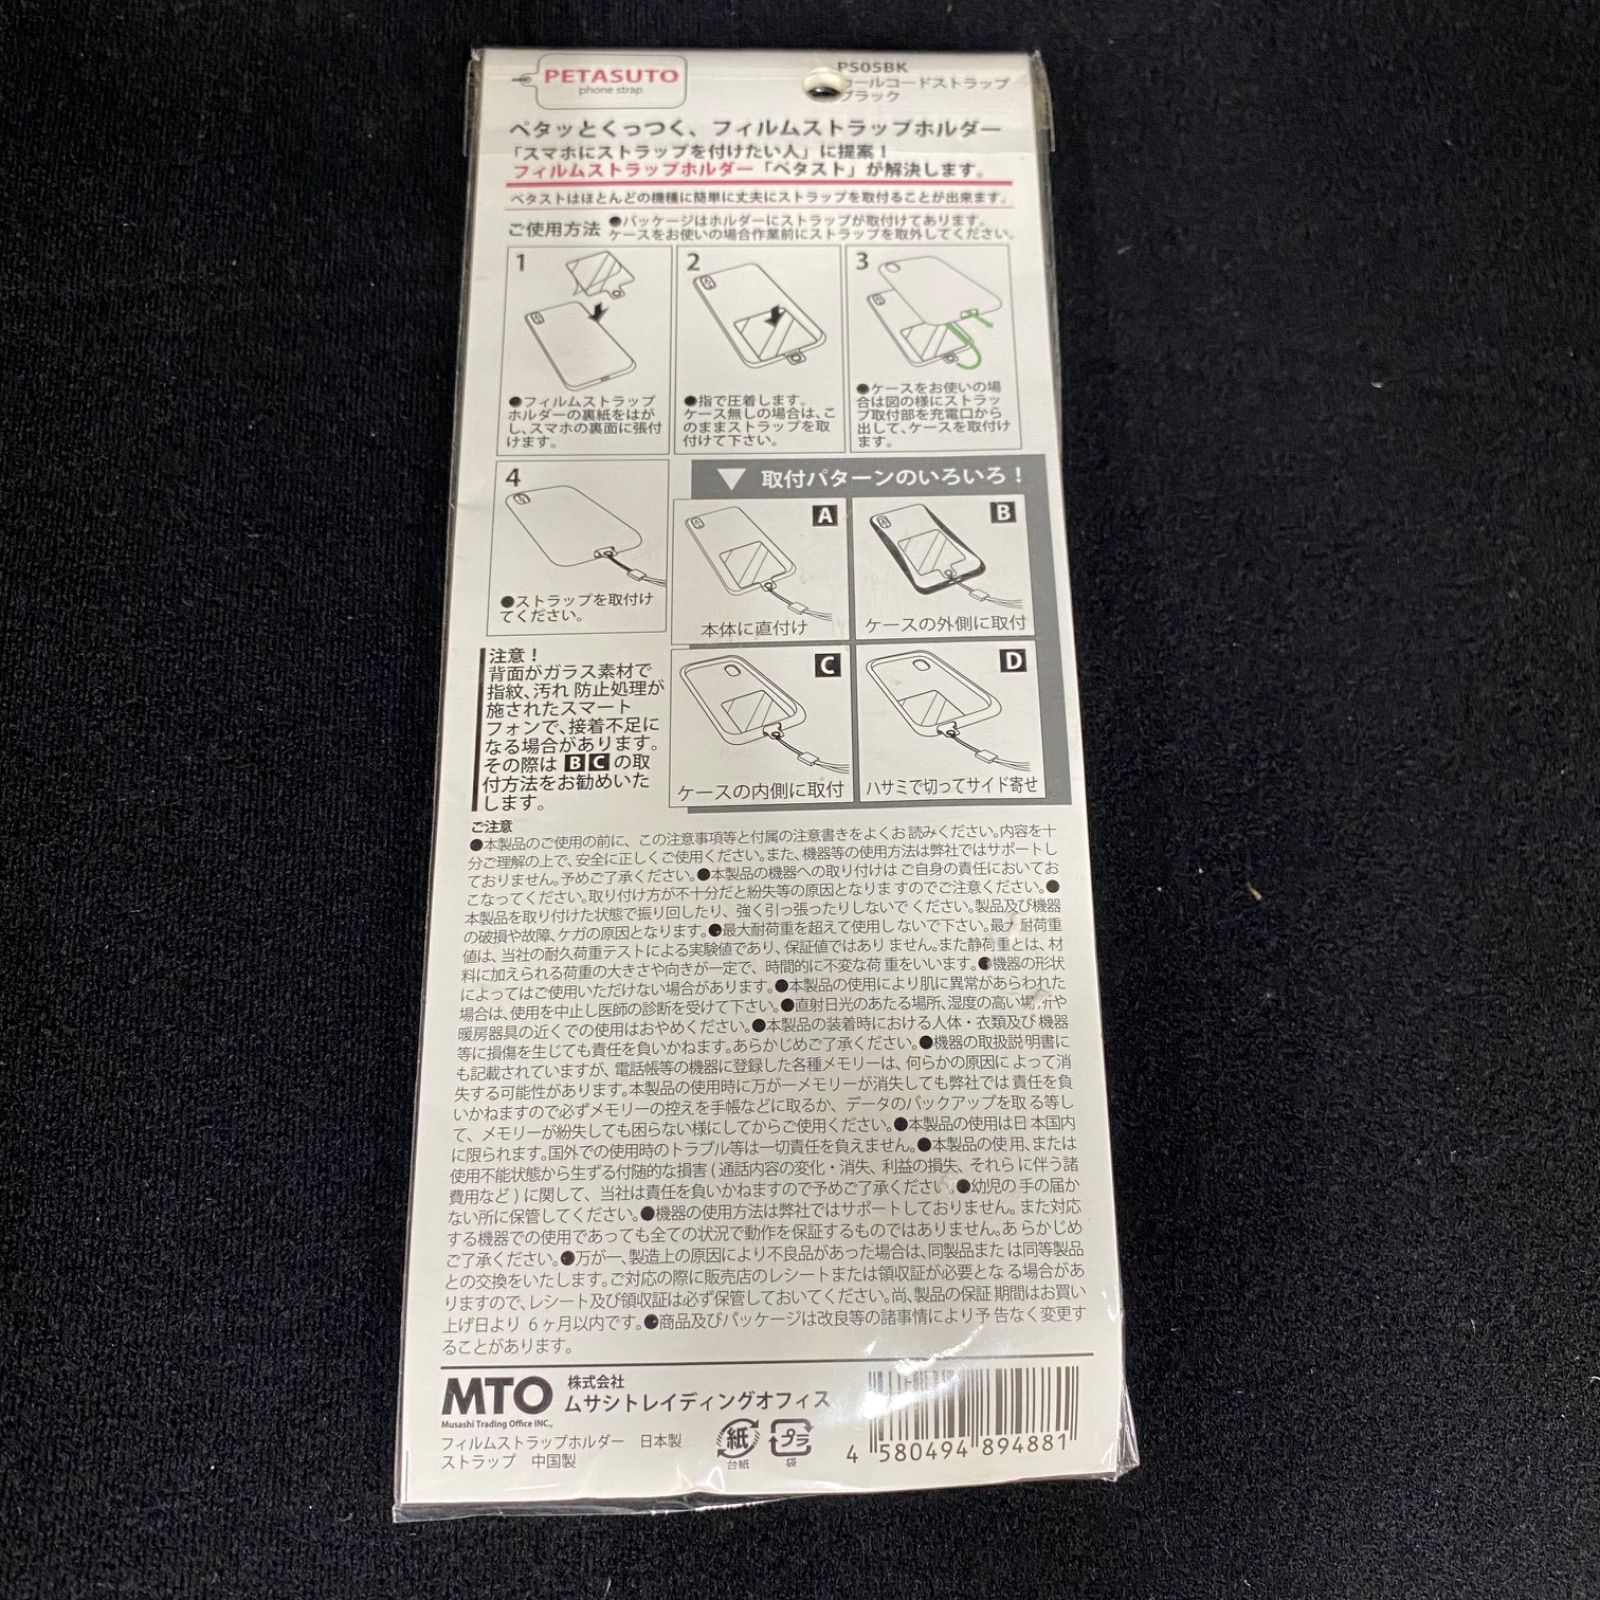 PETASUTO
phone strap
PS05BK
ールコードストラップ
ブラック
ペタッとくっつく、フィルムストラップホルダー
「スマホにストラップを付けたい人」に提案！
フィルムストラップホルダー「ペタスト」が解決します。
ペタストはほとんどの機種に簡単に丈夫にストラップを取付ることが出来ます。
ご使用方法 ●パッケージはホルダーにストラップが取付けてあります。
ケースをお使いの場合作業前にストラップを取外してください。
1
●フィルムストラップ
ホルダーの裏紙をはが
し、スマホの裏面に張付
けます。
2
●指で圧着します。
ケース無しの場合は、こ
のままストラップを取
付けて下さい。
3
●ケースをお使いの場
合は図の様にストラッ
プ取付部を充電口から
出して、ケースを取付け
ます。
4
●ストラップを取付け
てください。
▼ 取付パターンのいろいろ！
A
本体に直付け
B
ケースの外側に取付
C
ケースの内側に取付
D
ハサミで切ってサイド寄せ
注意！
背面がガラス素材で
指紋、汚れ 防止処理が
施されたスマート
フォンで、接着不足に
なる場合があります。
その際は B C の取
付方法をお勧めいた
します。
ご注意
●本製品のご使用の前に、この注意事項等と付属の注意書きをよくお読みください。内容を十
分ご理解の上で、安全に正しくご使用ください。また、機器等の使用方法は弊社ではサポートし
ておりません。予めご了承ください。●本製品の機器への取り付けは ご自身の責任においてお
こなってください。取り付け方が不十分だと紛失等の原因となりますのでご注意ください。●
本製品を取り付けた状態で振り回したり、強く引っ張ったりしないでください。製品及び機器
の破損や故障、ケガの原因となります。●最大耐荷重を超えて使用しないで下さい。最大耐荷重
値は、当社の耐久荷重テストによる実験値であり、保証値ではありません。また静荷重とは、材
料に加えられる荷重の大きさや向きが一定で、時間的に不変な荷重をいいます。●機器の形状
によってはご使用いただけない場合があります。●本製品の使用により肌に異常があらわれた
場合は、使用を中止し医師の診断を受けて下さい。●直射日光のあたる場所、湿度の高い場所や
暖房器具の近くでの使用はおやめください。●本製品の装着時における人体・衣類及び機器
等に損傷を生じても責任を負いかねます。あらかじめご了承ください。●機器の取扱説明書に
も記載されていますが、電話帳等の機器に登録した各種メモリーは、何らかの原因によって消
失する可能性があります。本製品の使用時に万が一メモリーが消失しても弊社では責任を負
いかねますので必ずメモリーの控えを手帳などに取るか、データのバックアップを取る等し
て、メモリーが紛失しても困らない様にしてからご使用ください。●本製品の使用は日本国内
に限られます。国外での使用時のトラブル等は一切責任を負えません。●本製品の使用、または
使用不能状態から生ずる付随的な損害 ( 通話内容の変化・消失、利益の損失、それらに伴う諸
費用など ) に関して、当社は責任を負いかねますので予めご了承ください。●幼児の手の届か
ない所に保管してください。●機器の使用方法は弊社ではサポートしておりません。また対応
する機器での使用であっても全ての状況で動作を保証するものではありません。あらかじめ
ご了承ください。●万が一、製造上の原因により不良品があった場合は、同製品または同等製品
との交換をいたします。ご対応の際に販売店のレシートまたは領収証が必要となる場合があ
りますので、レシート及び領収証は必ず保管しておいてください。尚、製品の保証期間はお買い
上げ日より 6ヶ月以内です。●商品及びパッケージは改良等の諸事情により予告なく変更す
ることがあります。
MTO 株式会社
ムサシトレイディングオフィス
Musashi Trading Office INC.,
フィルムストラップホルダー 日本製
ストラップ 中国製
紙
台紙
プラ
袋
4 580494 894881